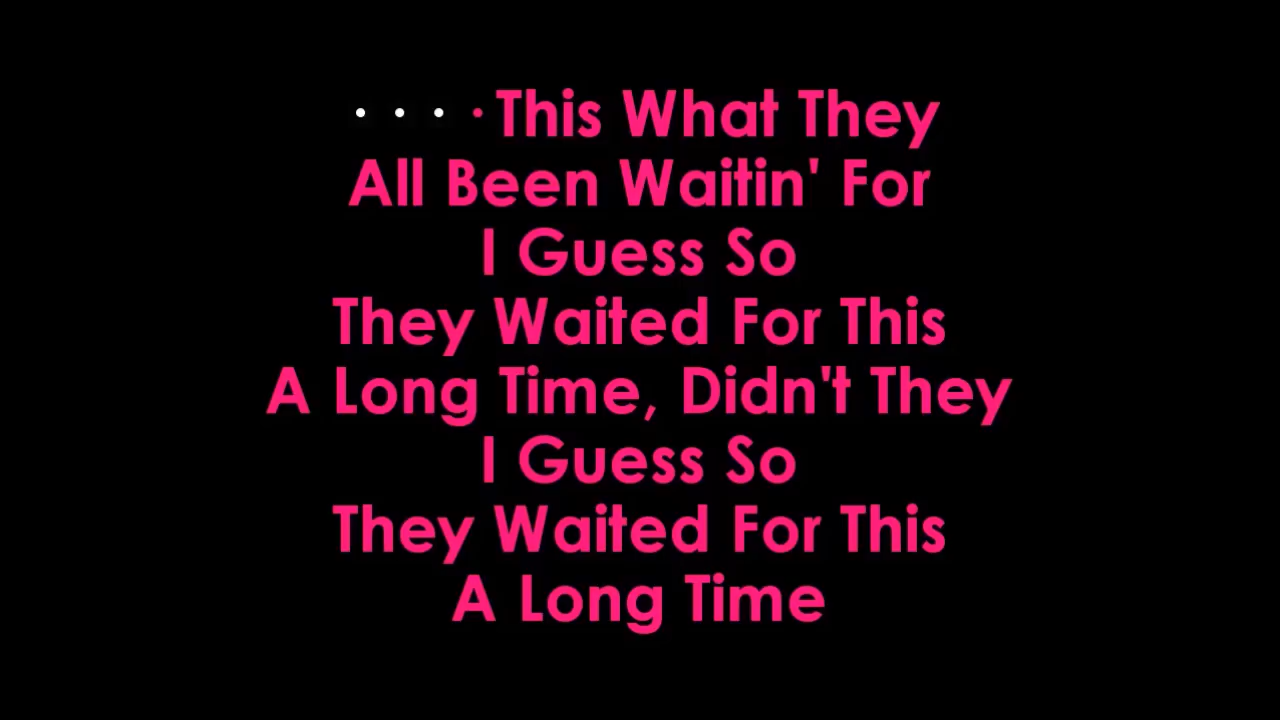 · · · ·This What They
All Been Waitin' For
I Guess So
They Waited For This
A Long Time, Didn't They
I Guess So
They Waited For This
A Long Time